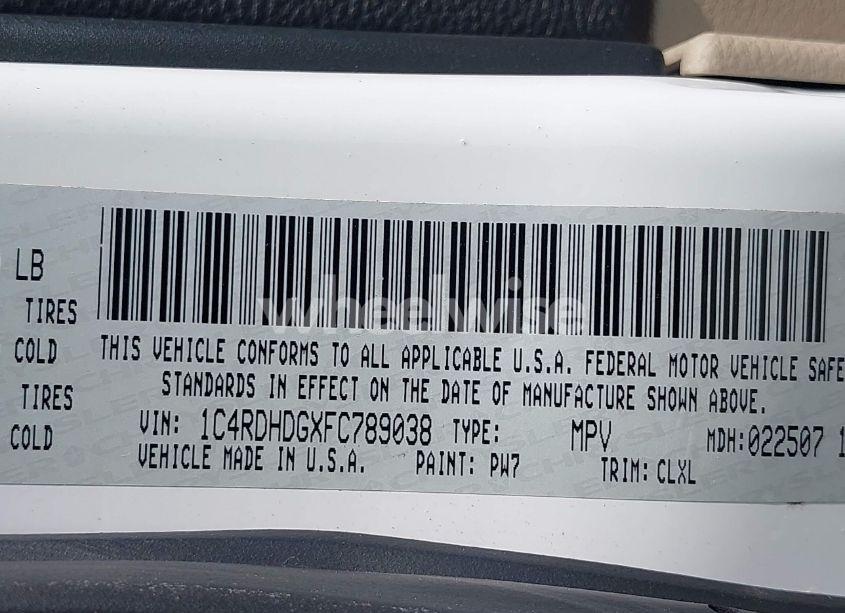 LB
TIRES
COLD
TIRES
COLD
wheelwise
THIS VEHICLE CONFORMS TO ALL APPLICABLE U.S.A. FEDERAL MOTOR VEHICLE SAFE
STANDARDS IN EFFECT ON THE DATE OF MANUFACTURE SHOWN ABOVE.
VIN: 1C4RDHDGXFC789038 TYPE: MPV MDH:022507 1
VEHICLE MADE IN U.S.A. PAINT: PW7 TRIM: CLXL